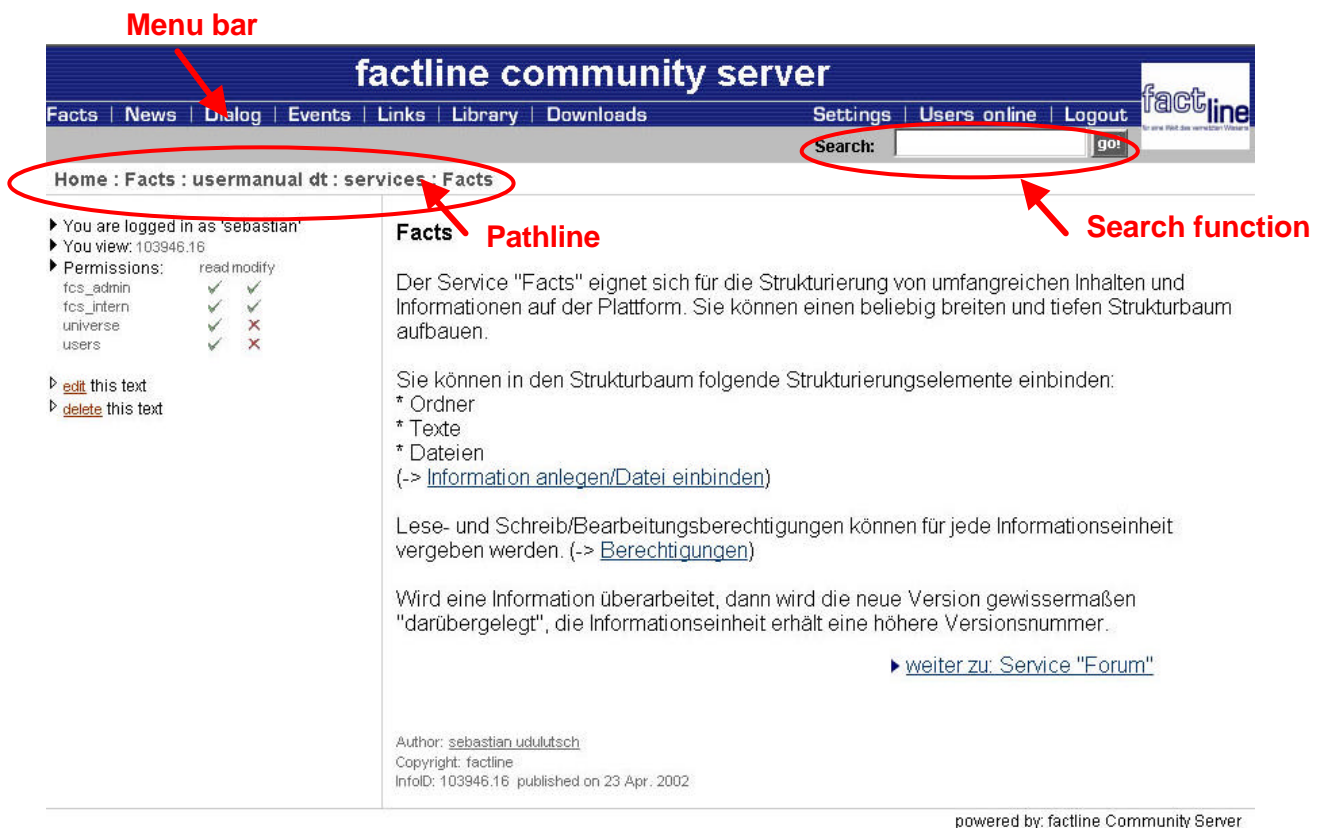 Menu bar
factline community server
Facts | News | Dialog | Events | Links | Library | Downloads
Settings | Users online | Logout
factline
für eine Welt des vernetzten Wissens
Search: go!
Home : Facts : usermanual dt : services : Facts
Pathline
Search function
You are logged in as 'sebastian'
You view: 103946.16
Permissions: read modify
fcs_admin
fcs_intern
universe
users
edit this text
delete this text
Facts
Der Service "Facts" eignet sich für die Strukturierung von umfangreichen Inhalten und
Informationen auf der Plattform. Sie können einen beliebig breiten und tiefen Strukturbaum
aufbauen.
Sie können in den Strukturbaum folgende Strukturierungselemente einbinden:
* Ordner
* Texte
* Dateien
(-> Information anlegen/Datei einbinden)
Lese- und Schreib/Bearbeitungsberechtigungen können für jede Informationseinheit
vergeben werden. (-> Berechtigungen)
Wird eine Information überarbeitet, dann wird die neue Version gewissermaßen
"darübergelegt", die Informationseinheit erhält eine höhere Versionsnummer.
weiter zu: Service "Forum"
Author: sebastian udulutsch
Copyright: factline
InfoID: 103946.16 published on 23 Apr. 2002
powered by: factline Community Server